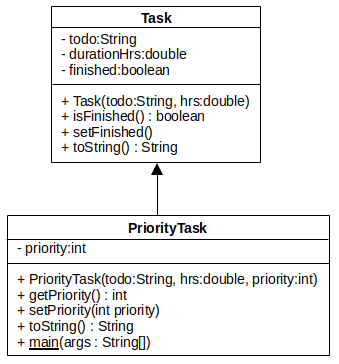 Task
- todo:String
- durationHrs:double
- finished:boolean
+ Task(todo:String, hrs:double)
+ isFinished() : boolean
+ setFinished()
+ toString() : String
PriorityTask
- priority:int
+ PriorityTask(todo:String, hrs:double, priority:int)
+ getPriority() : int
+ setPriority(int priority)
+ toString() : String
+ main(args : String[])